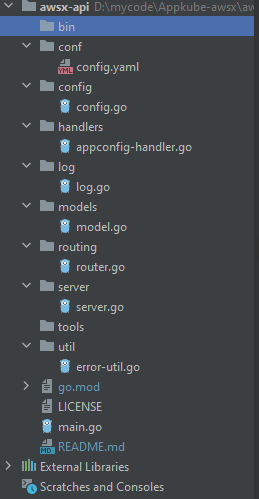 awsx-api D:\mycode\Appkube-awsx\aw
bin
conf
YML config.yaml
config
config.go
handlers
appconfig-handler.go
log
log.go
models
model.go
routing
router.go
server
server.go
tools
util
error-util.go
go.mod
LICENSE
main.go
MD README.md
External Libraries
Scratches and Consoles